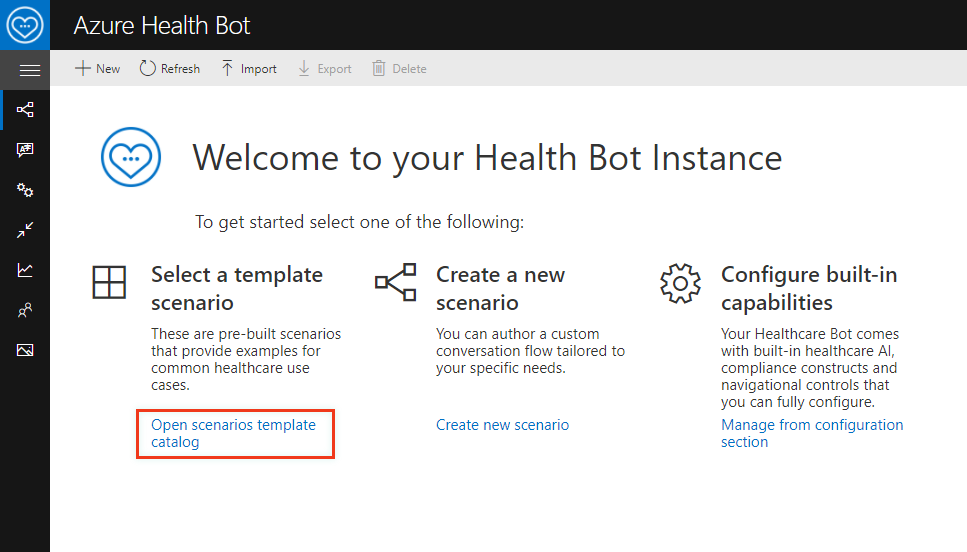 Azure Health Bot
New Refresh Import Export Delete
Welcome to your Health Bot Instance
To get started select one of the following:
Select a template
scenario
These are pre-built scenarios
that provide examples for
common healthcare use
cases.
Open scenarios template
catalog
Create a new
scenario
You can author a custom
conversation flow tailored to
your specific needs.
Create new scenario
Configure built-in
capabilities
Your Healthcare Bot comes
with built-in healthcare AI,
compliance constructs and
navigational controls that
you can fully configure.
Manage from configuration
section